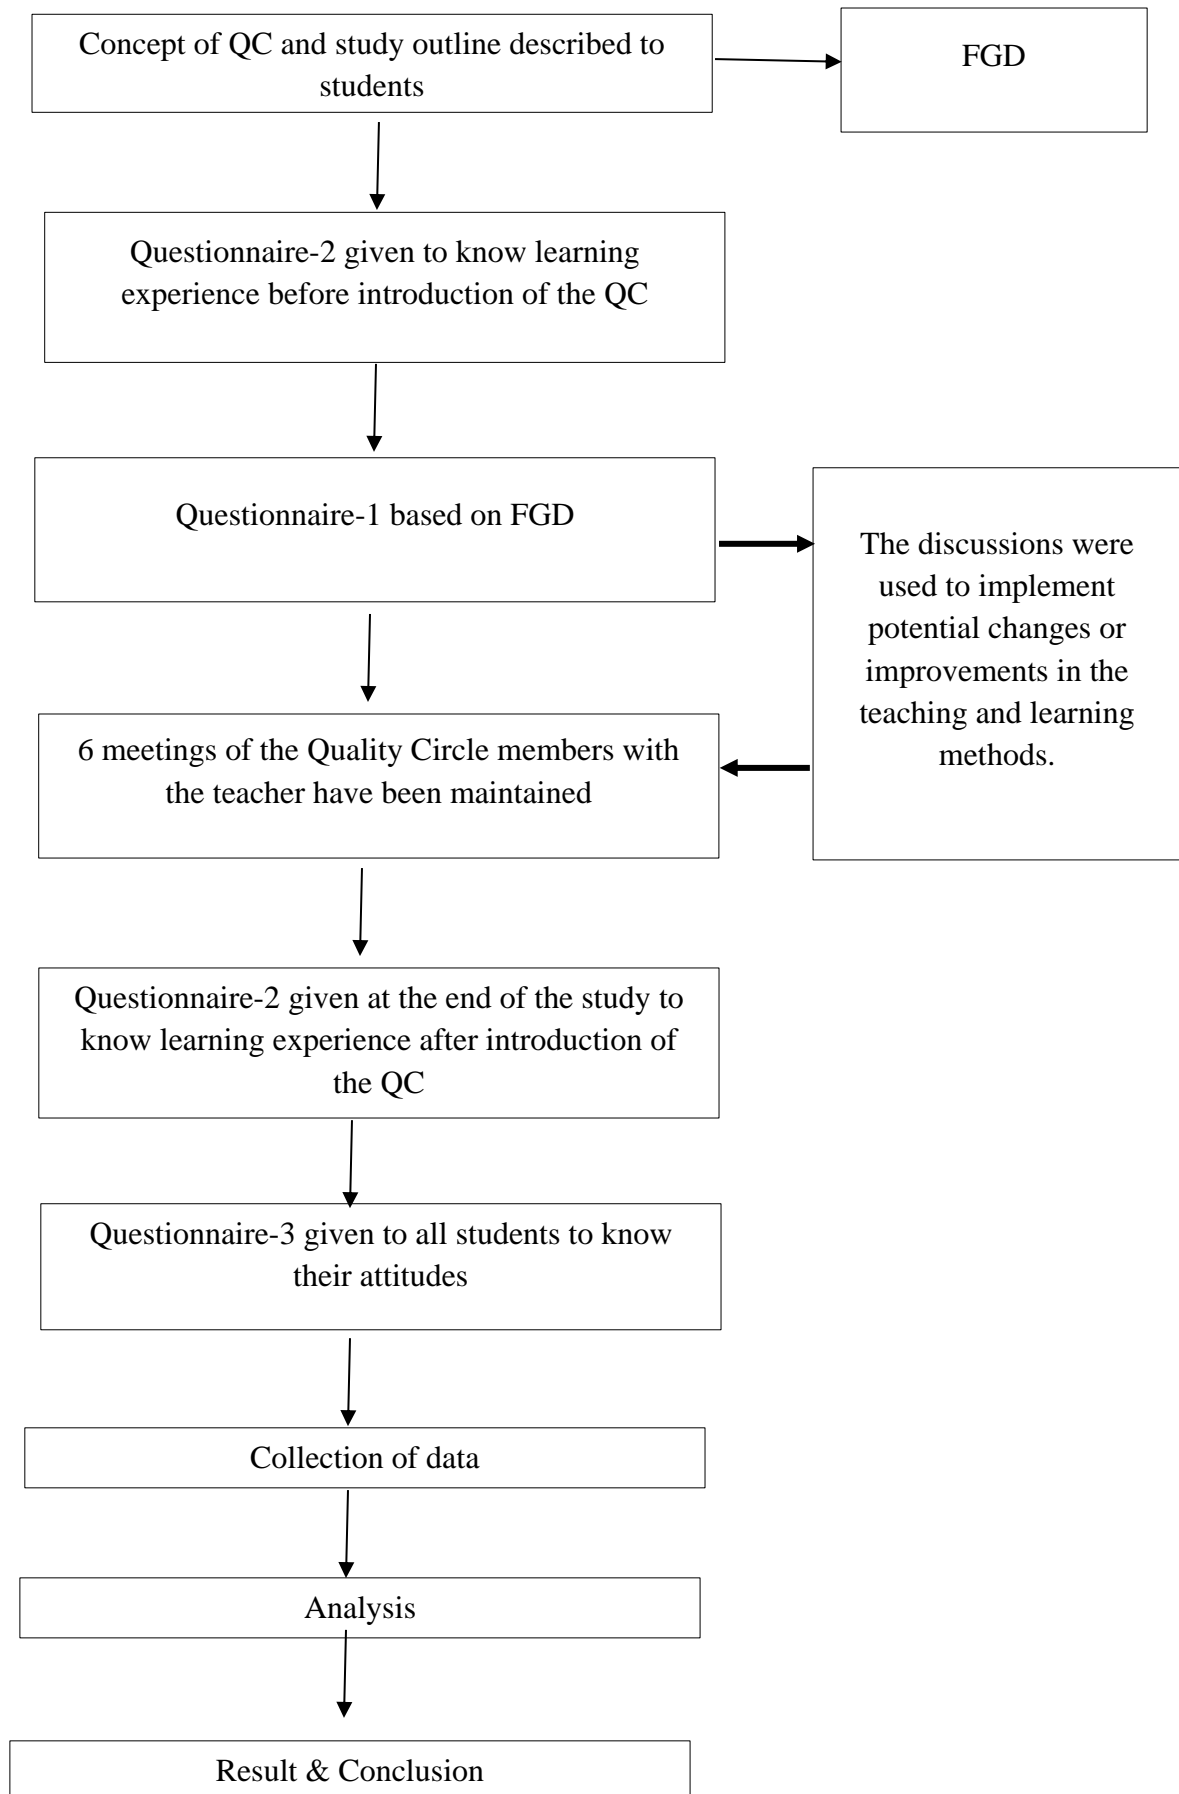 Concept of QC and study outline described to
students
FGD
Questionnaire-2 given to know learning
experience before introduction of the QC
Questionnaire-1 based on FGD
The discussions were
used to implement
potential changes or
improvements in the
teaching and learning
methods.
6 meetings of the Quality Circle members with
the teacher have been maintained
Questionnaire-2 given at the end of the study to
know learning experience after introduction of
the QC
Questionnaire-3 given to all students to know
their attitudes
Collection of data
Analysis
Result & Conclusion